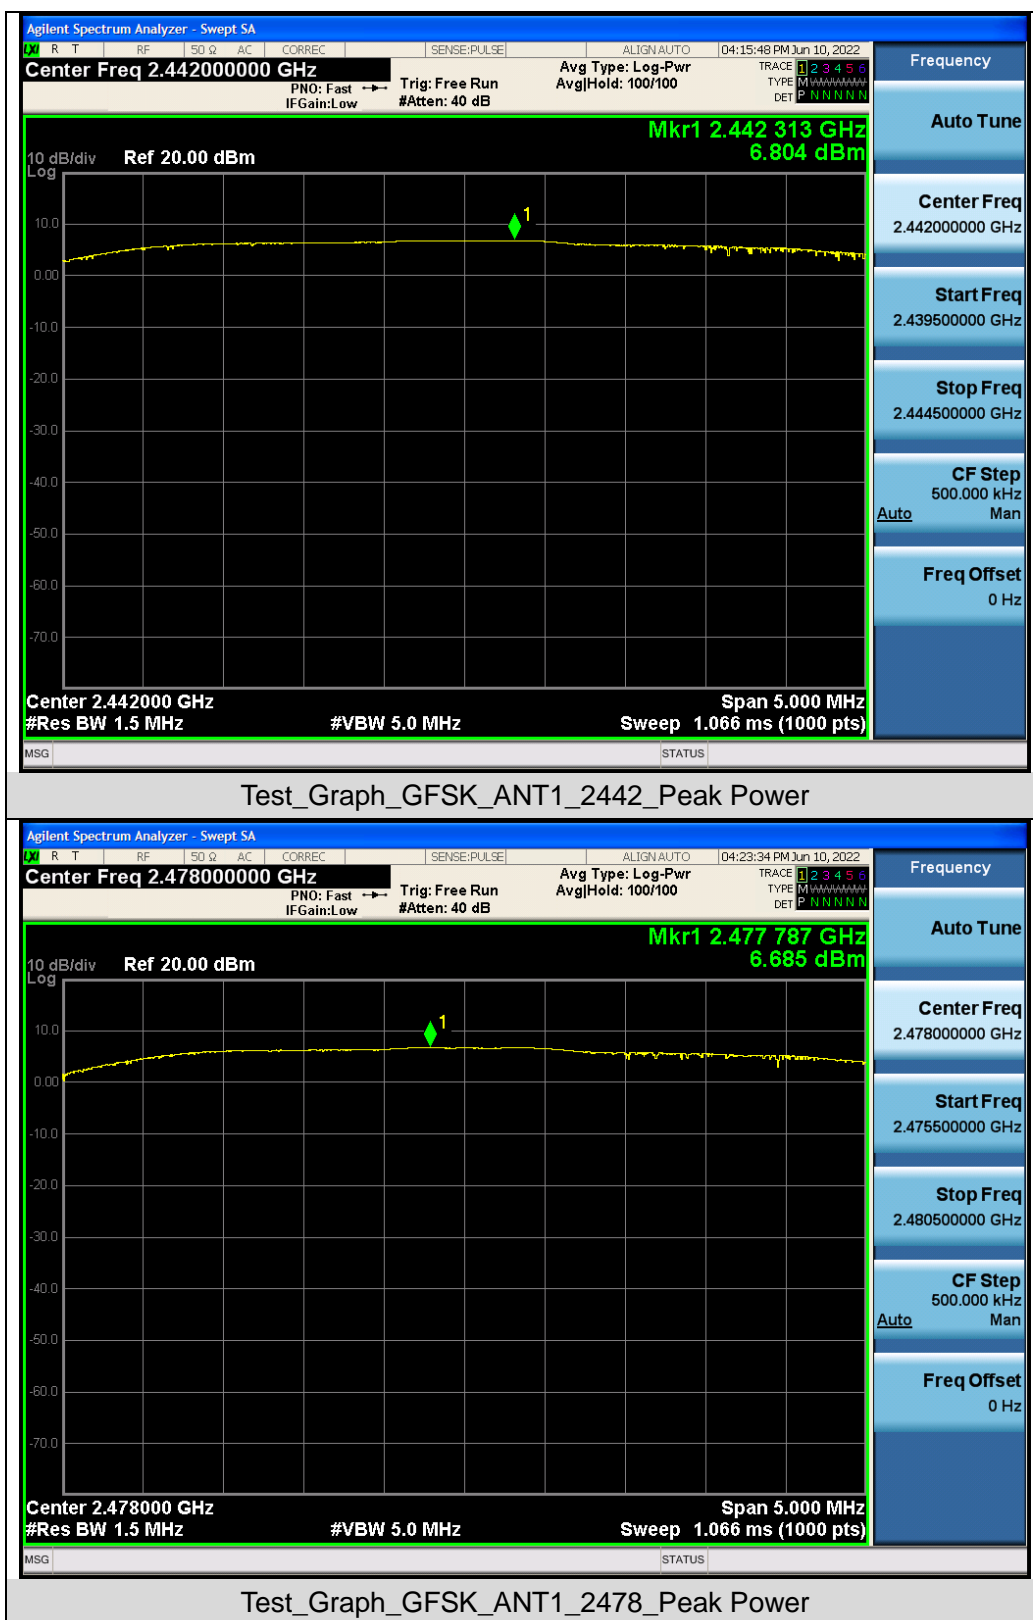 Agilent Spectrum Analyzer - Swept SA
LXI R T RF 50 Ω AC CORREC SENSE:PULSE ALIGN AUTO 04:15:48 PM Jun 10, 2022
Center Freq 2.442000000 GHz
PNO: Fast
IFGain:Low
Trig: Free Run
#Atten: 40 dB
Avg Type: Log-Pwr
Avg|Hold: 100/100
TRACE 1 2 3 4 5 6
TYPE M WWWWW
DET P N N N N N
Mkr1 2.442 313 GHz
6.804 dBm
10 dB/div Ref 20.00 dBm
Log
1
10.0
0.00
-10.0
-20.0
-30.0
-40.0
-50.0
-60.0
-70.0
Center 2.442000 GHz Span 5.000 MHz
#Res BW 1.5 MHz #VBW 5.0 MHz Sweep 1.066 ms (1000 pts)
MSG STATUS
Frequency
Auto Tune
Center Freq
2.442000000 GHz
Start Freq
2.439500000 GHz
Stop Freq
2.444500000 GHz
CF Step
500.000 kHz
Auto Man
Freq Offset
0 Hz
Test_Graph_GFSK_ANT1_2442_Peak Power
Agilent Spectrum Analyzer - Swept SA
LXI R T RF 50 Ω AC CORREC SENSE:PULSE ALIGN AUTO 04:23:34 PM Jun 10, 2022
Center Freq 2.478000000 GHz
PNO: Fast
IFGain:Low
Trig: Free Run
#Atten: 40 dB
Avg Type: Log-Pwr
Avg|Hold: 100/100
TRACE 1 2 3 4 5 6
TYPE M WWWWW
DET P N N N N N
Mkr1 2.477 787 GHz
6.685 dBm
10 dB/div Ref 20.00 dBm
Log
1
10.0
0.00
-10.0
-20.0
-30.0
-40.0
-50.0
-60.0
-70.0
Center 2.478000 GHz Span 5.000 MHz
#Res BW 1.5 MHz #VBW 5.0 MHz Sweep 1.066 ms (1000 pts)
MSG STATUS
Frequency
Auto Tune
Center Freq
2.478000000 GHz
Start Freq
2.475500000 GHz
Stop Freq
2.480500000 GHz
CF Step
500.000 kHz
Auto Man
Freq Offset
0 Hz
Test_Graph_GFSK_ANT1_2478_Peak Power